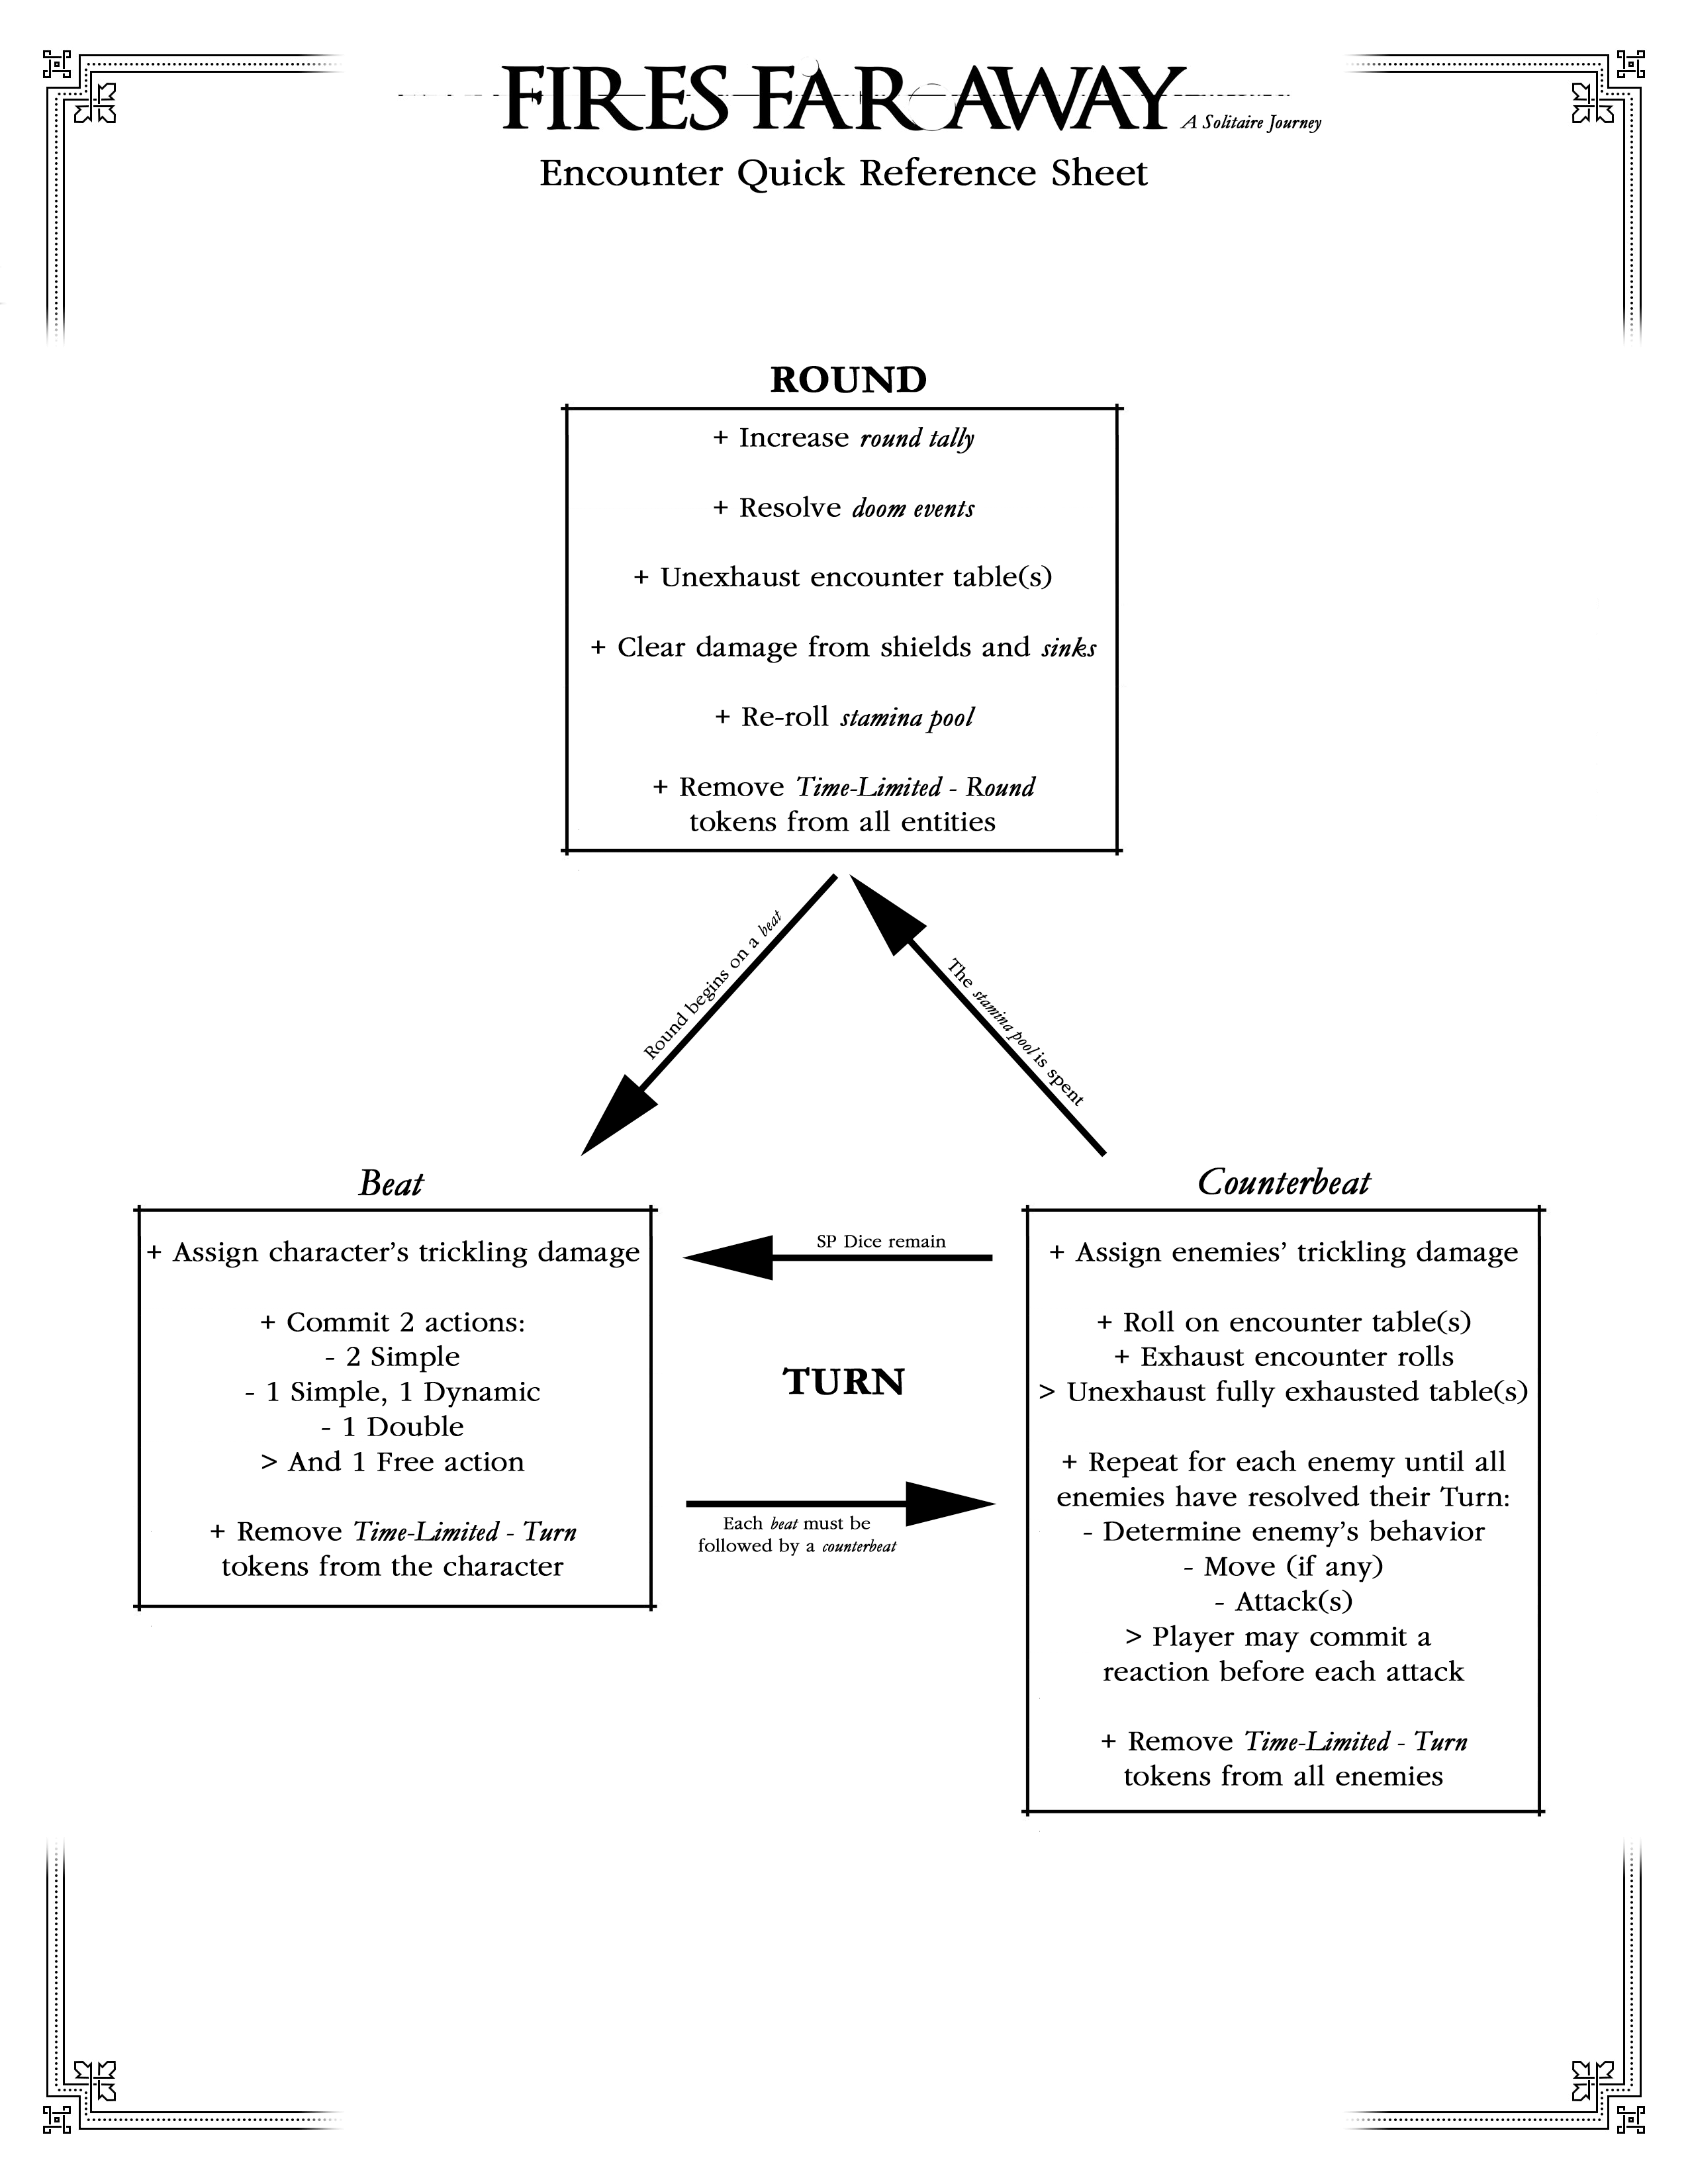 FIRES FAR AWAY
A Solitaire Journey
Encounter Quick Reference Sheet
ROUND
+ Increase round tally
+ Resolve doom events
+ Unexhaust encounter table(s)
+ Clear damage from shields and sinks
+ Re-roll stamina pool
+ Remove Time-Limited - Round
tokens from all entities
Round begins on a beat
The stamina pool is spent
Beat
+ Assign character's trickling damage
+ Commit 2 actions:
- 2 Simple
- 1 Simple, 1 Dynamic
- 1 Double
> And 1 Free action
+ Remove Time-Limited - Turn
tokens from the character
SP Dice remain
TURN
Each beat must be
followed by a counterbeat
Counterbeat
+ Assign enemies' trickling damage
+ Roll on encounter table(s)
+ Exhaust encounter rolls
> Unexhaust fully exhausted table(s)
+ Repeat for each enemy until all
enemies have resolved their Turn:
- Determine enemy's behavior
- Move (if any)
- Attack(s)
> Player may commit a
reaction before each attack
+ Remove Time-Limited - Turn
tokens from all enemies